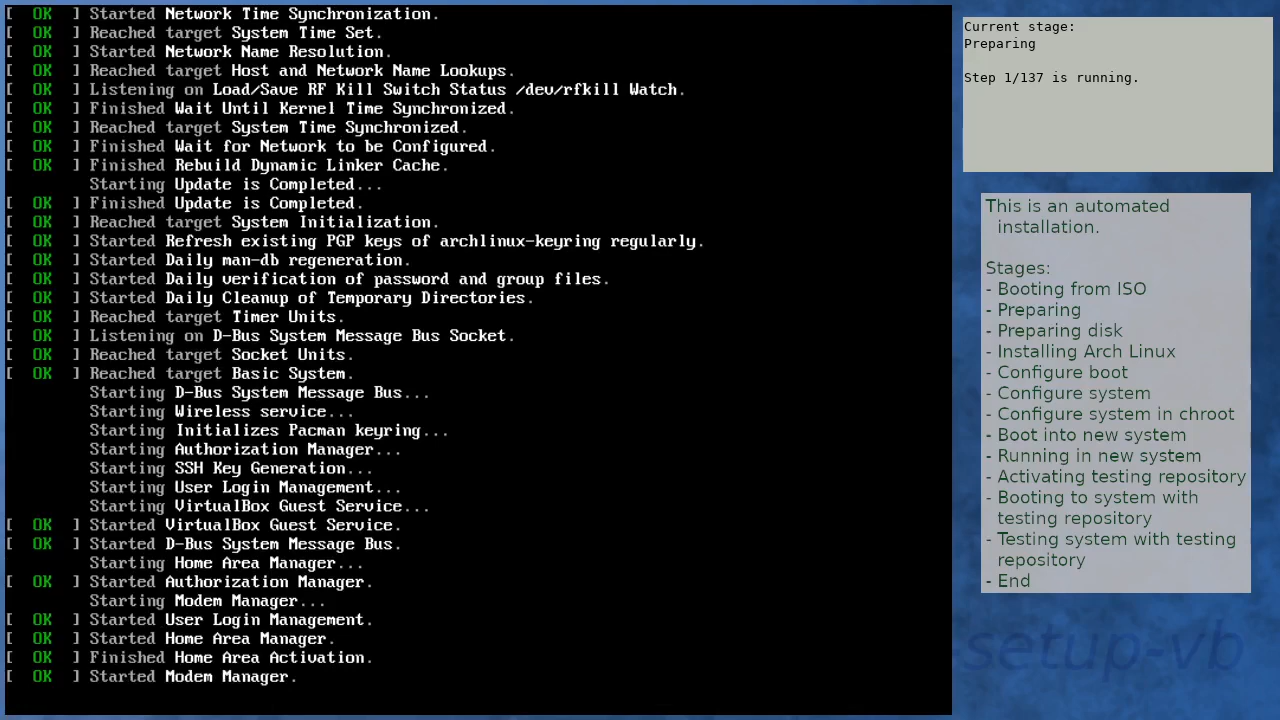 [  OK  ] Started Network Time Synchronization.
[  OK  ] Reached target System Time Set.
[  OK  ] Started Network Name Resolution.
[  OK  ] Reached target Host and Network Name Lookups.
[  OK  ] Listening on Load/Save RF Kill Switch Status /dev/rfkill Watch.
[  OK  ] Finished Wait Until Kernel Time Synchronized.
[  OK  ] Reached target System Time Synchronized.
[  OK  ] Finished Wait for Network to be Configured.
[  OK  ] Finished Rebuild Dynamic Linker Cache.
Starting Update is Completed...
[  OK  ] Finished Update is Completed.
[  OK  ] Reached target System Initialization.
[  OK  ] Started Refresh existing PGP keys of archlinux-keyring regularly.
[  OK  ] Started Daily man-db regeneration.
[  OK  ] Started Daily verification of password and group files.
[  OK  ] Started Daily Cleanup of Temporary Directories.
[  OK  ] Reached target Timer Units.
[  OK  ] Listening on D-Bus System Message Bus Socket.
[  OK  ] Reached target Socket Units.
[  OK  ] Reached target Basic System.
Starting D-Bus System Message Bus...
Starting Wireless service...
Starting Initializes Pacman keyring...
Starting Authorization Manager...
Starting SSH Key Generation...
Starting User Login Management...
Starting VirtualBox Guest Service...
[  OK  ] Started VirtualBox Guest Service.
[  OK  ] Started D-Bus System Message Bus.
Starting Home Area Manager...
[  OK  ] Started Authorization Manager.
Starting Modem Manager...
[  OK  ] Started User Login Management.
[  OK  ] Started Home Area Manager.
[  OK  ] Finished Home Area Activation.
[  OK  ] Started Modem Manager.
Current stage:
Preparing
Step 1/137 is running.
This is an automated
installation.
Stages:
- Booting from ISO
- Preparing
- Preparing disk
- Installing Arch Linux
- Configure boot
- Configure system
- Configure system in chroot
- Boot into new system
- Running in new system
- Activating testing repository
- Booting to system with
testing repository
- Testing system with testing
repository
- End
-setup-vb